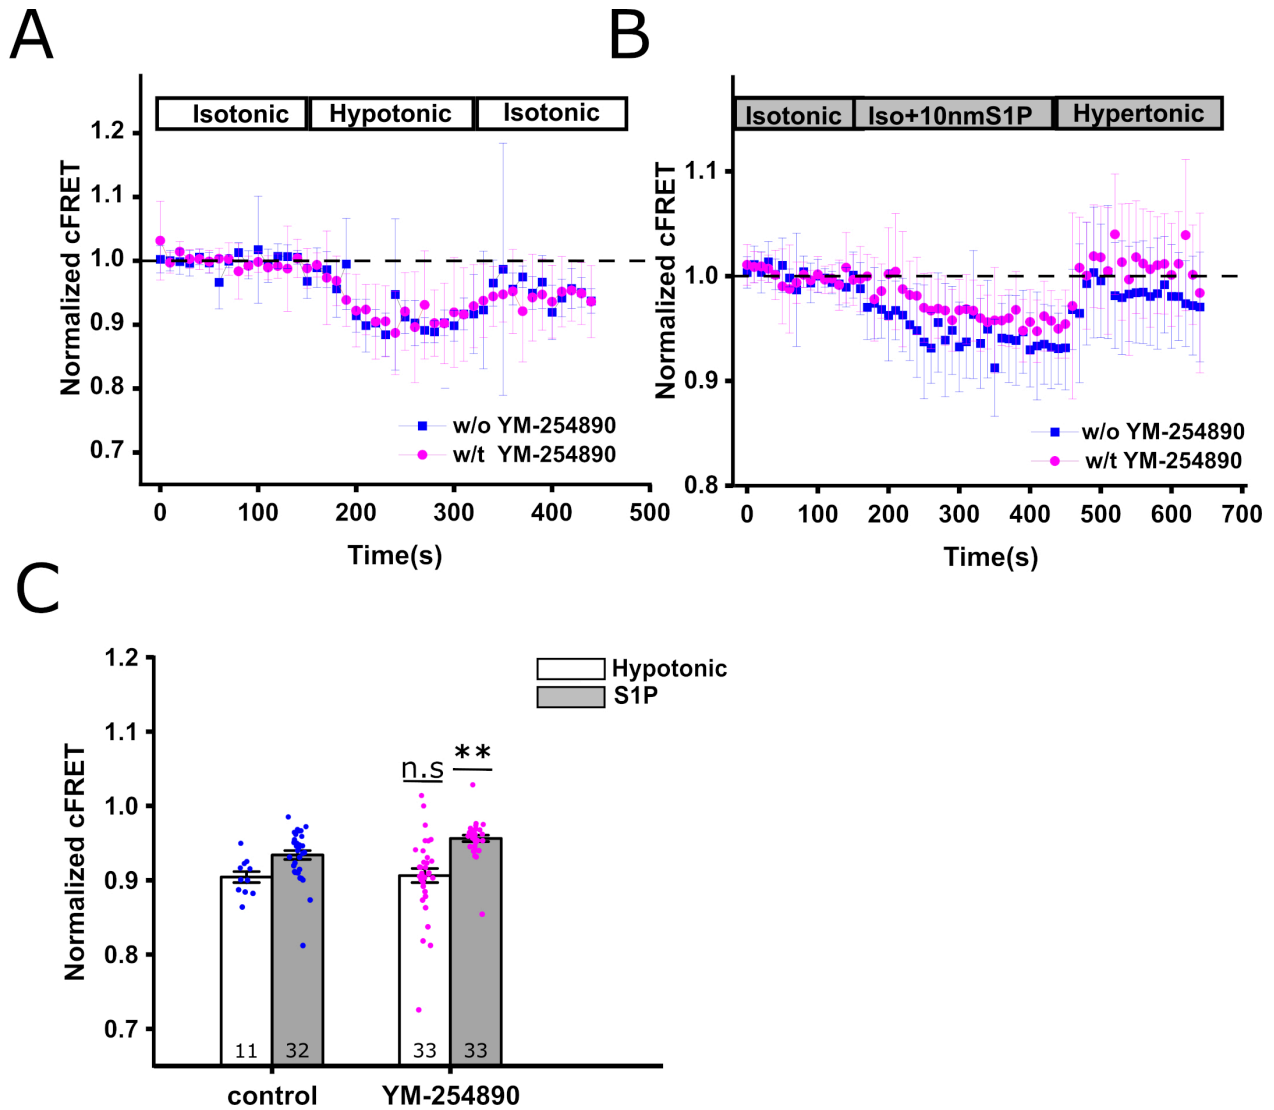 A
B
Isotonic Hypotonic Isotonic
Isotonic Iso+10nmS1P Hypertonic
1.2
1.1
1.0
0.9
0.8
0.7
Normalized cFRET
w/o YM-254890
w/t YM-254890
0 100 200 300 400 500
Time(s)
1.1
1.0
0.9
0.8
Normalized cFRET
w/o YM-254890
w/t YM-254890
0 100 200 300 400 500 600 700
Time(s)
C
1.2
1.1
1.0
0.9
0.8
0.7
Normalized cFRET
Hypotonic
S1P
n.s **
11 32 33 33
control YM-254890